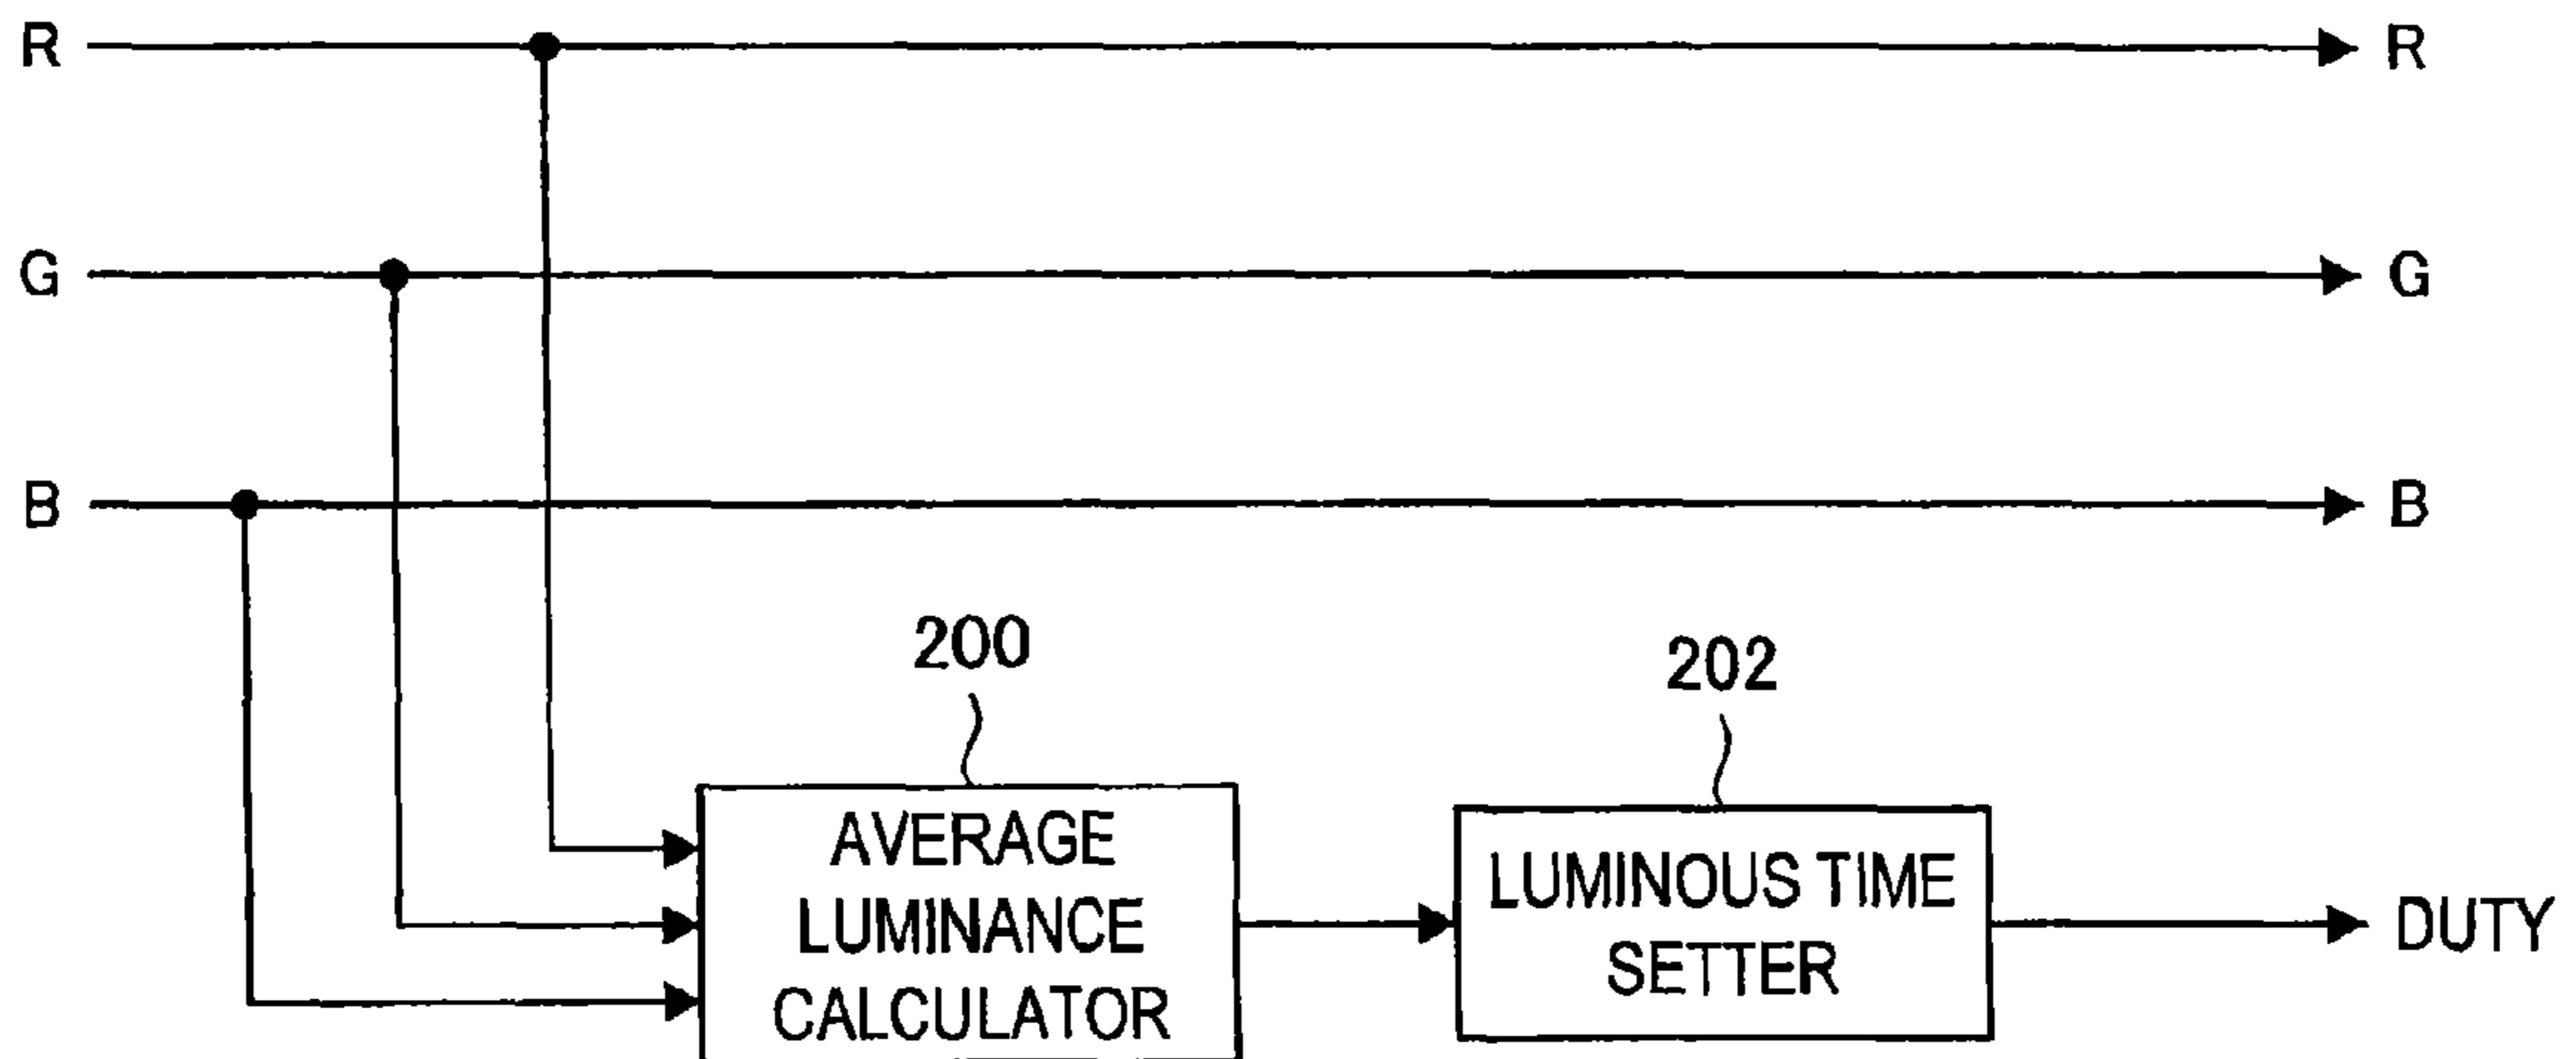 R
R
G
G
B
B
200
202
AVERAGE
LUMINANCE
CALCULATOR
LUMINOUS TIME
SETTER
DUTY